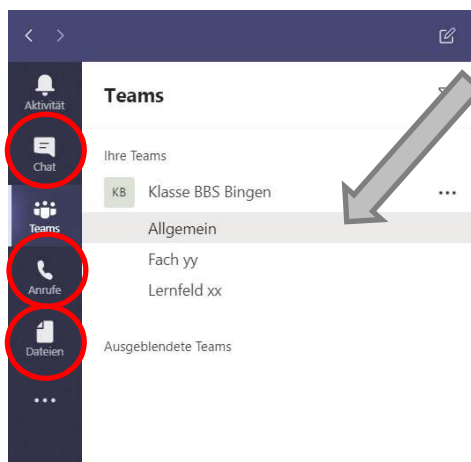 Aktivität
Chat
Teams
Anrufe
Dateien
Teams
Ihre Teams
KB Klasse BBS Bingen
Allgemein
Fach yy
Lernfeld xx
Ausgeblendete Teams